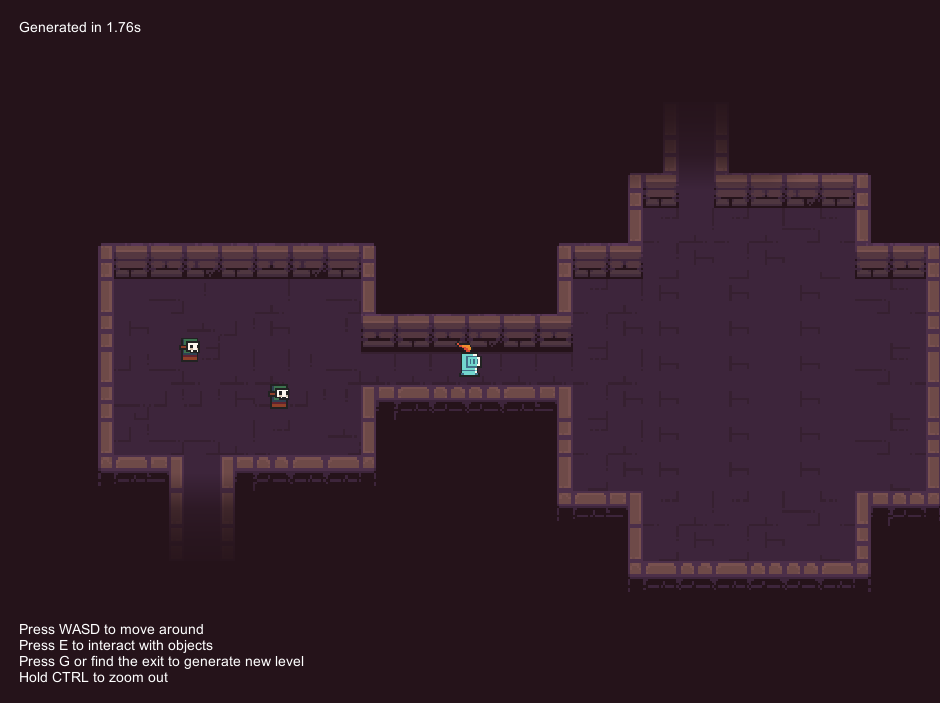 Generated in 1.76s
Press WASD to move around
Press E to interact with objects
Press G or find the exit to generate new level
Hold CTRL to zoom out